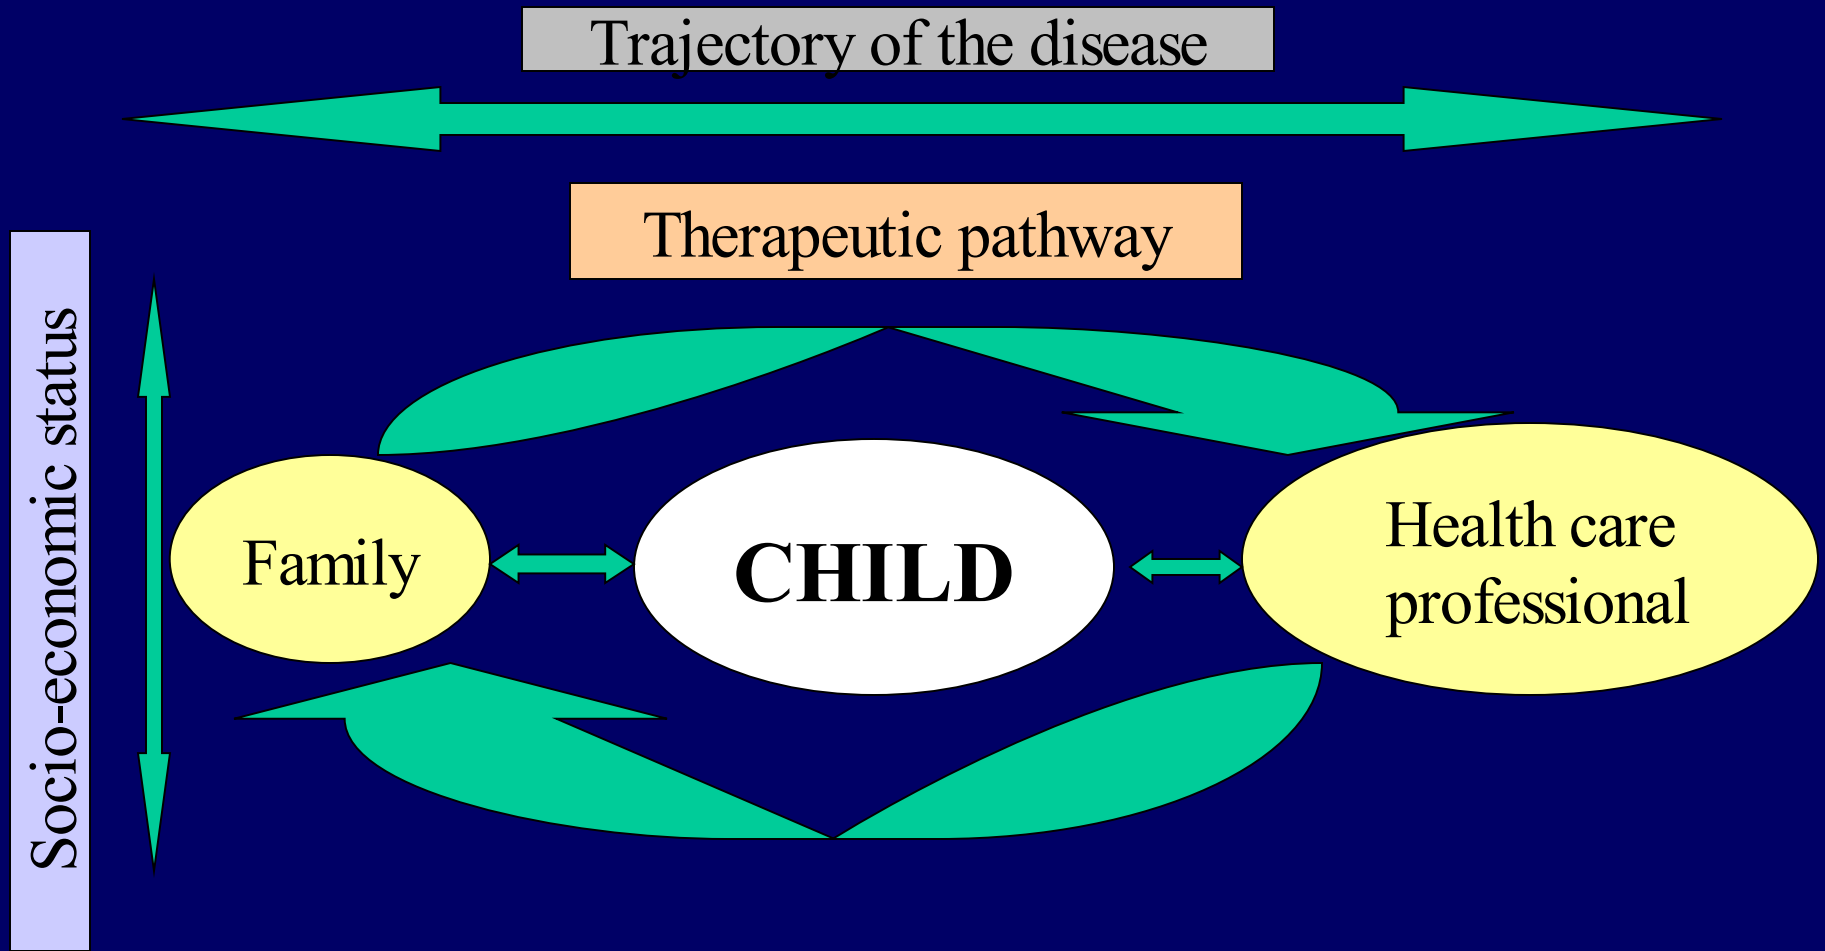 Trajectory of the disease
Therapeutic pathway
Socio-economic status
Family
CHILD
Health care
professional